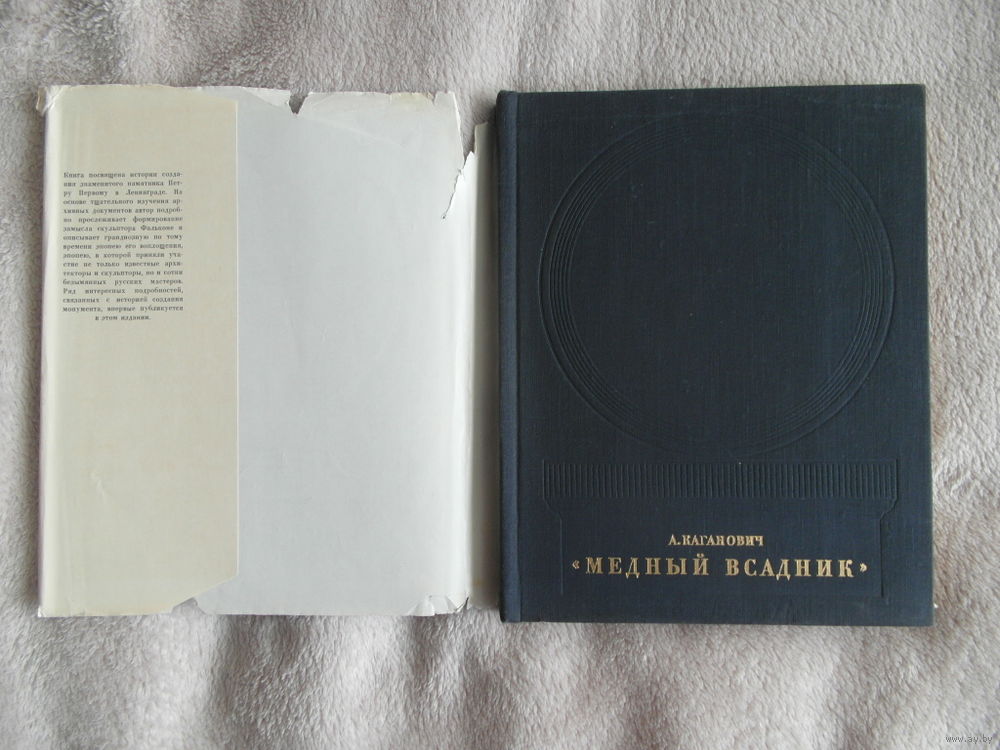 Книга посвящена истории созда-
ния знаменитого памятника Пет-
ру Первому в Ленинграде. На
основе тщательного изучения ар-
хивных документов автор подроб-
но прослеживает формирование
замысла скульптора Фальконе и
описывает грандиозную по тому
времени эпопею его воплощения,
эпопею, в которой приняли уча-
стие не только известные архи-
текторы и скульпторы, но и сотни
безымянных русских мастеров.
Ряд интересных подробностей,
связанных с историей создания
монумента, впервые публикуется
в этом издании.
А. КАГАНОВИЧ
«МЕДНЫЙ ВСАДНИК»
www.ay.by